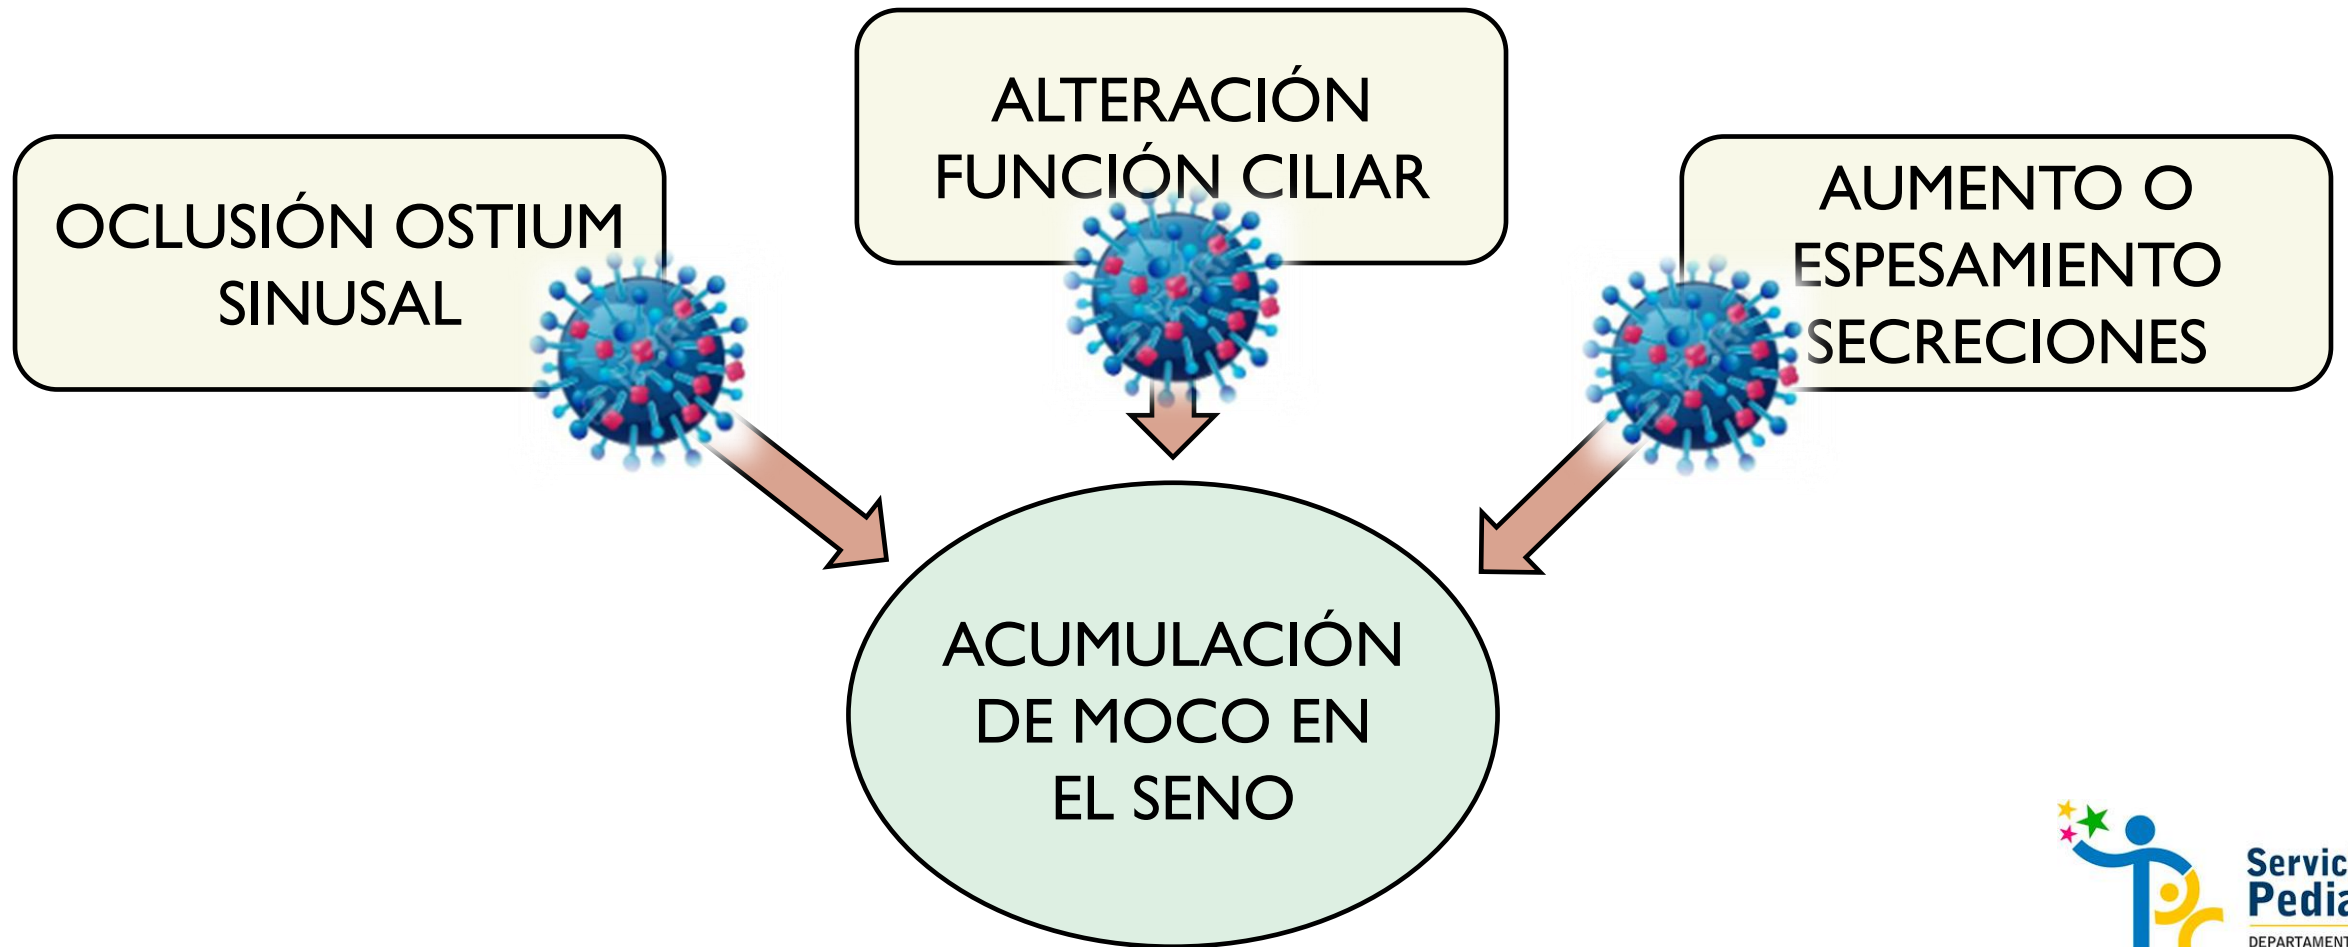 OCLUSIÓN OSTIUM
SINUSAL
ALTERACIÓN
FUNCIÓN CILIAR
AUMENTO O
ESPESAMIENTO
SECRECIONES
ACUMULACIÓN
DE MOCO EN
EL SENO